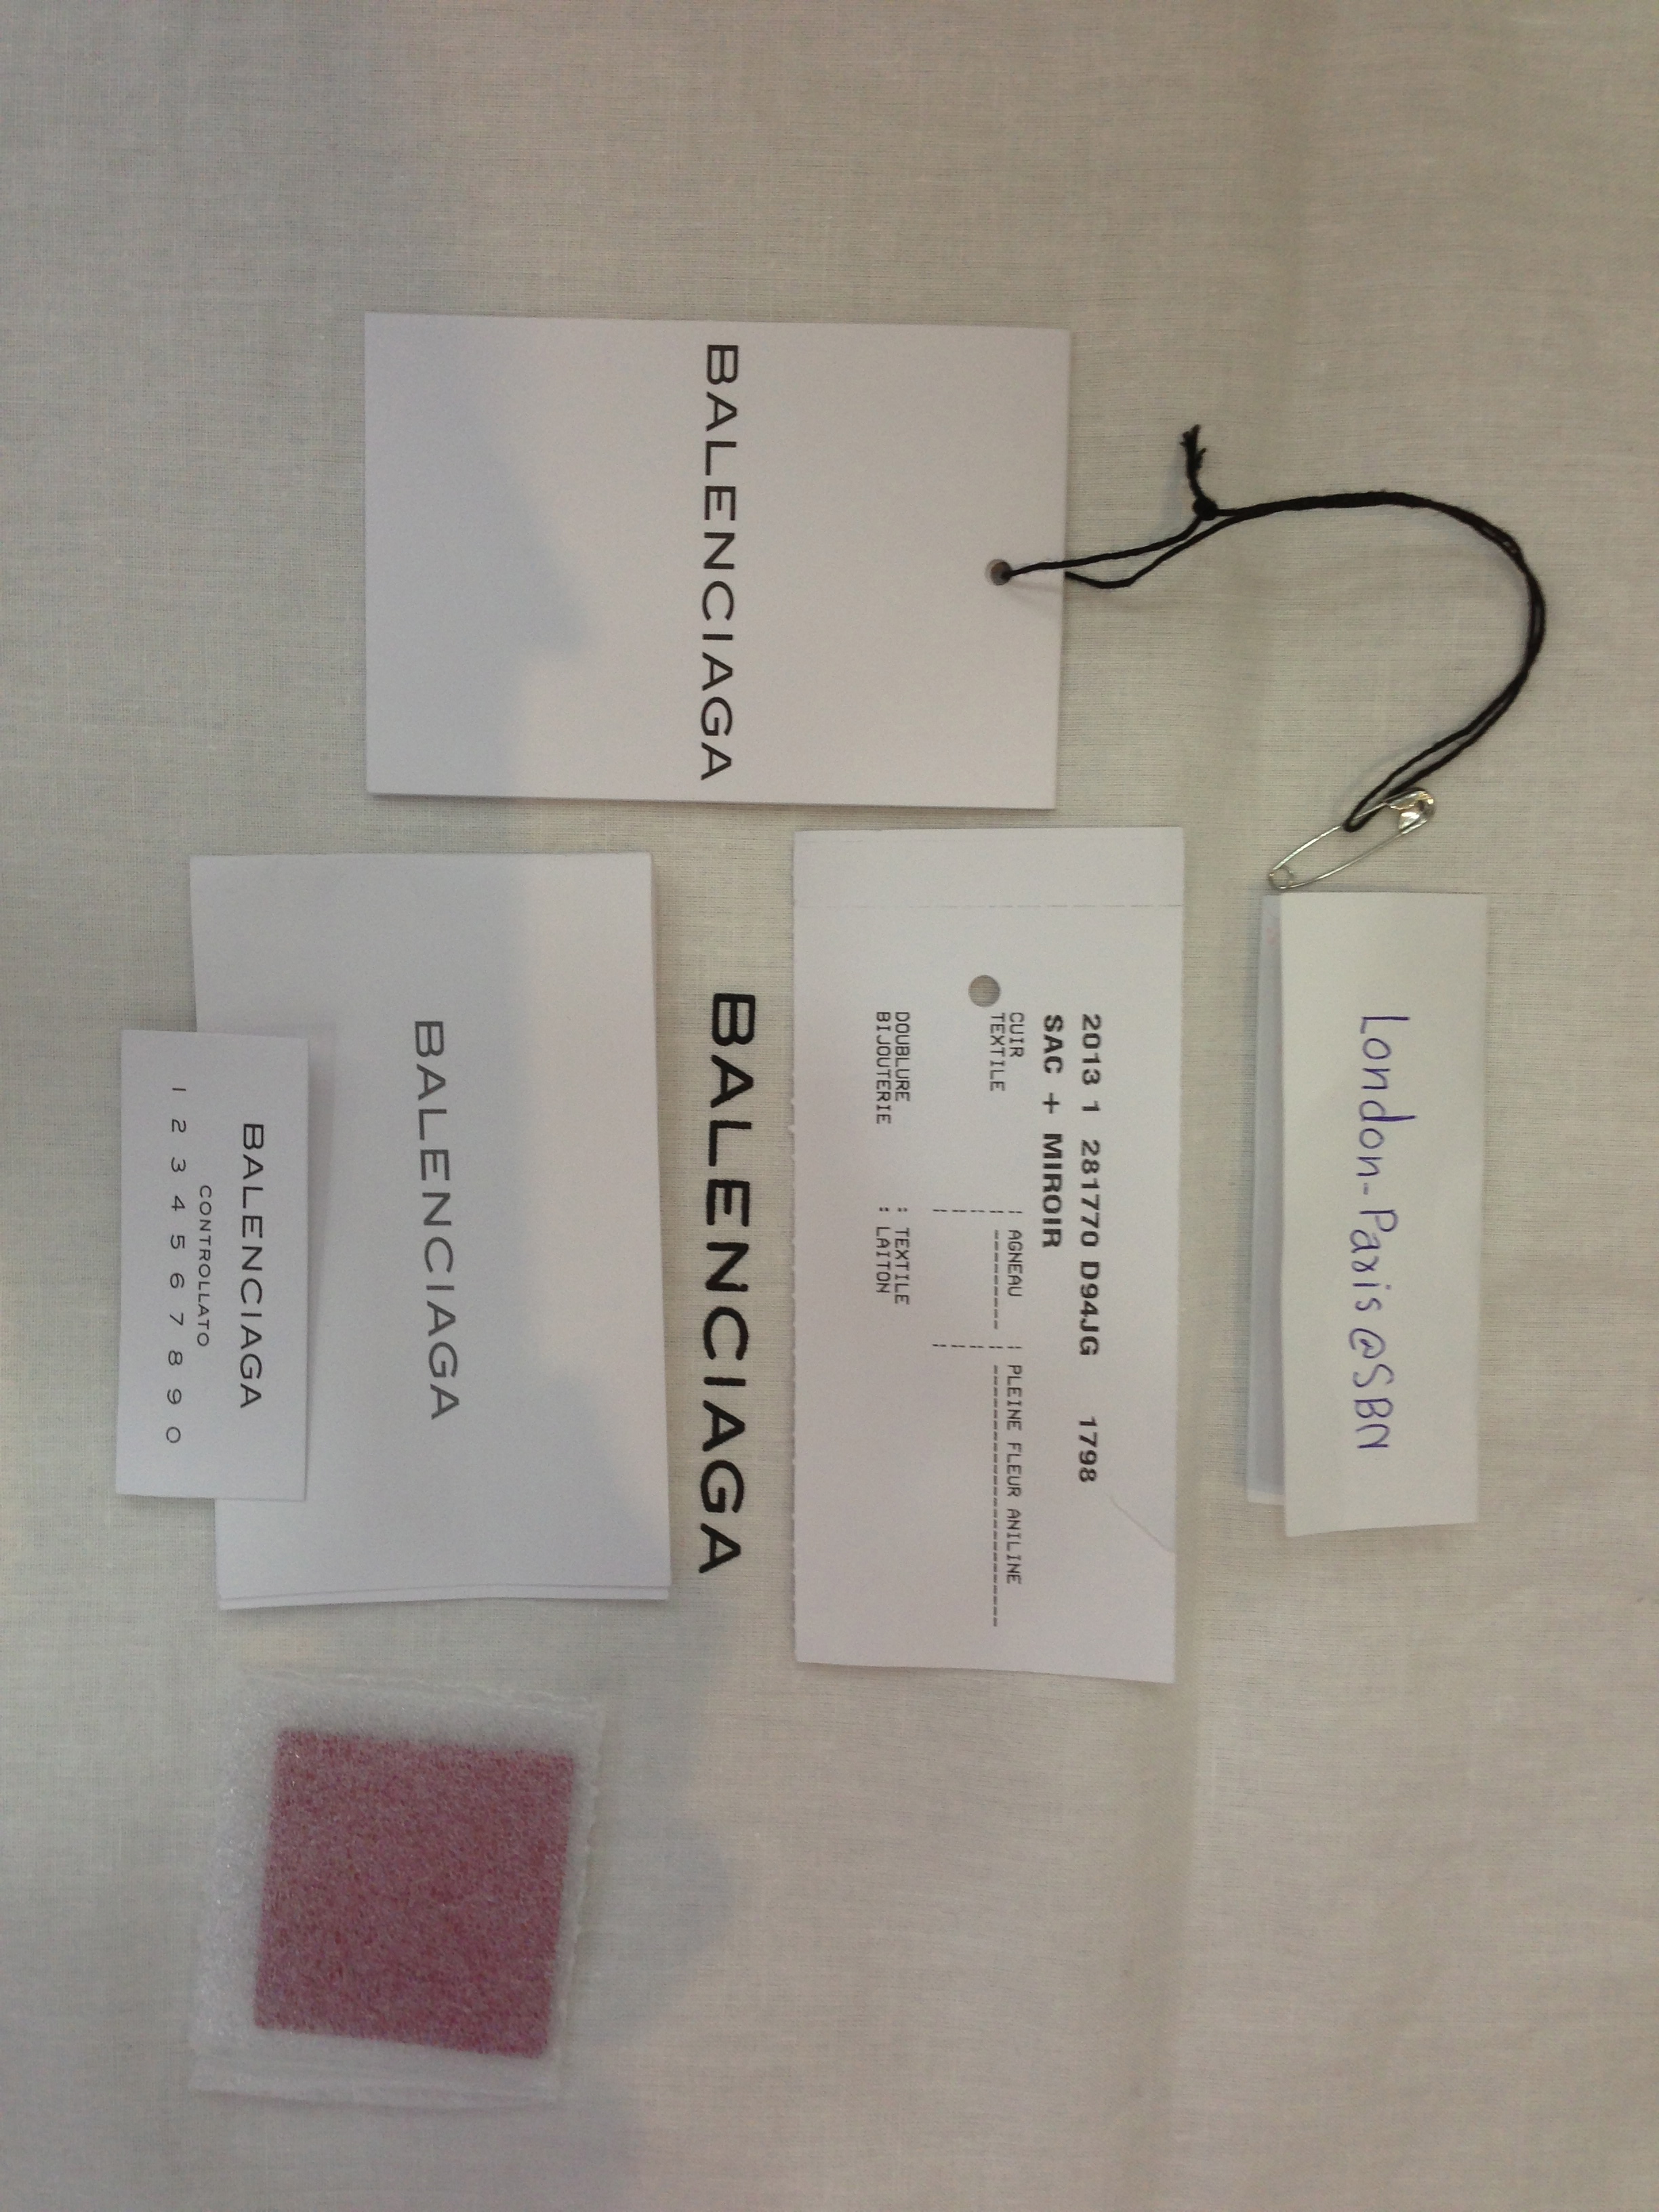 BALENCIAGA
London-Paris@SBN
2013 1 281770 D94JG 1798
SAC + MIROIR
CUIR : AGNEAU : PLEINE FLEUR ANILINE
TEXTILE : -------- : ----------------------
DOUBLURE : TEXTILE
BIJOUTERIE : LAITON
BALENCIAGA
BALENCIAGA
BALENCIAGA
CONTROLLATO
1 2 3 4 5 6 7 8 9 0